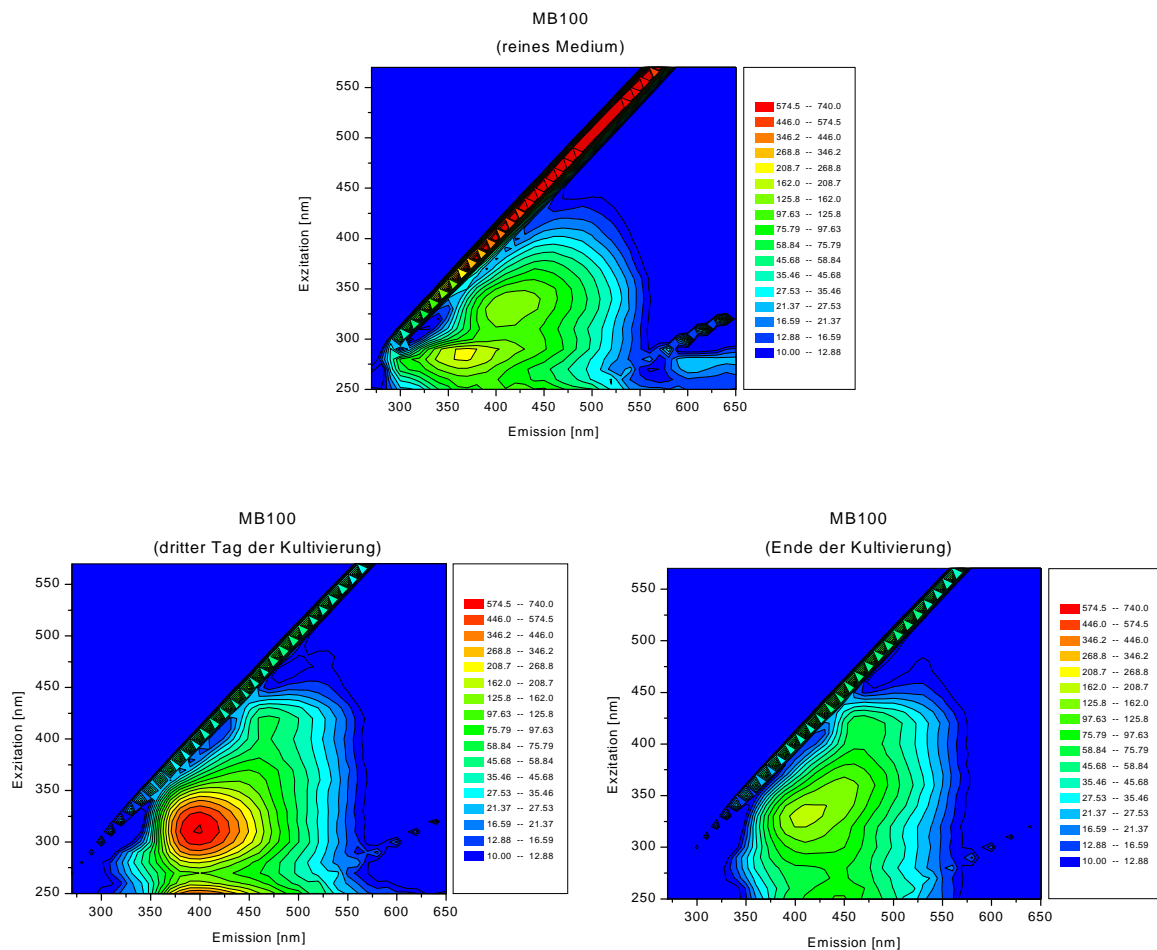 MB100
(reines Medium)
550
500
450
400
350
300
250
300 350 400 450 500 550 600 650
Exzitation [nm]
Emission [nm]
574.5 -- 740.0
446.0 -- 574.5
346.2 -- 446.0
268.8 -- 346.2
208.7 -- 268.8
162.0 -- 208.7
125.8 -- 162.0
97.63 -- 125.8
75.79 -- 97.63
58.84 -- 75.79
45.68 -- 58.84
35.46 -- 45.68
27.53 -- 35.46
21.37 -- 27.53
16.59 -- 21.37
12.88 -- 16.59
10.00 -- 12.88
MB100
(dritter Tag der Kultivierung)
550
500
450
400
350
300
250
300 350 400 450 500 550 600 650
Exzitation [nm]
Emission [nm]
574.5 -- 740.0
446.0 -- 574.5
346.2 -- 446.0
268.8 -- 346.2
208.7 -- 268.8
162.0 -- 208.7
125.8 -- 162.0
97.63 -- 125.8
75.79 -- 97.63
58.84 -- 75.79
45.68 -- 58.84
35.46 -- 45.68
27.53 -- 35.46
21.37 -- 27.53
16.59 -- 21.37
12.88 -- 16.59
10.00 -- 12.88
MB100
(Ende der Kultivierung)
550
500
450
400
350
300
250
300 350 400 450 500 550 600 650
Exzitation [nm]
Emission [nm]
574.5 -- 740.0
446.0 -- 574.5
346.2 -- 446.0
268.8 -- 346.2
208.7 -- 268.8
162.0 -- 208.7
125.8 -- 162.0
97.63 -- 125.8
75.79 -- 97.63
58.84 -- 75.79
45.68 -- 58.84
35.46 -- 45.68
27.53 -- 35.46
21.37 -- 27.53
16.59 -- 21.37
12.88 -- 16.59
10.00 -- 12.88